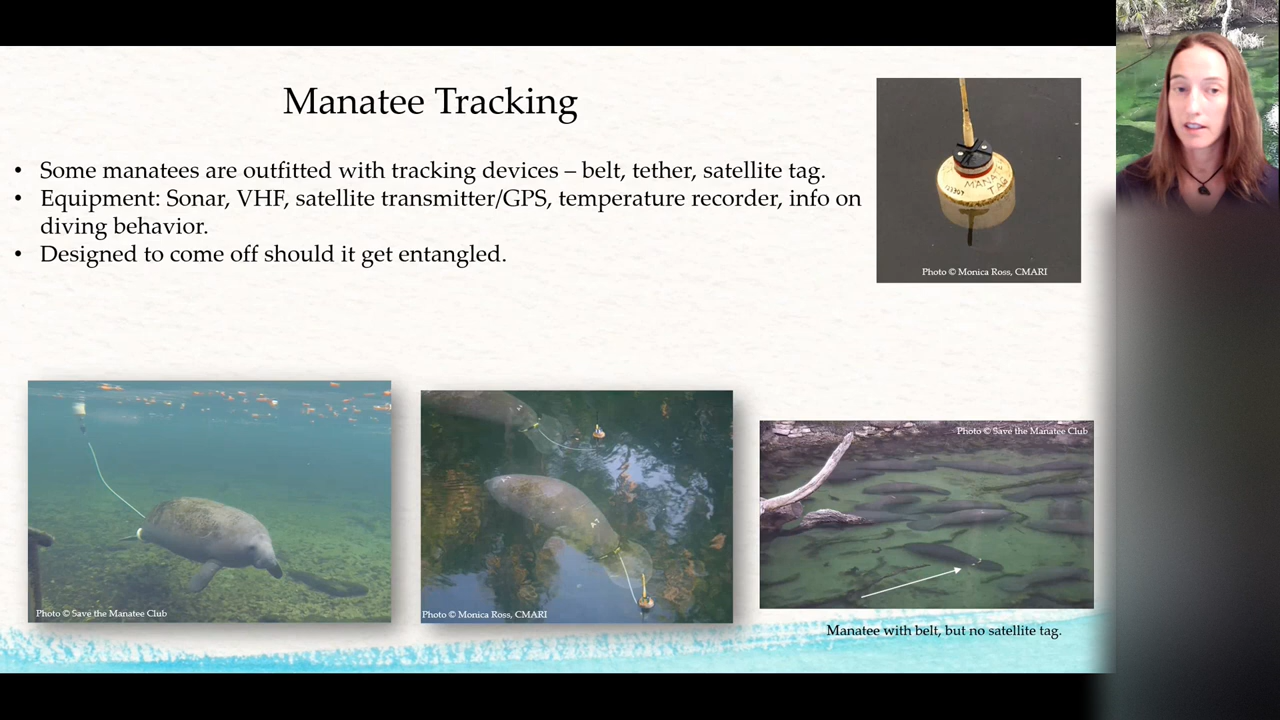 Manatee Tracking
• Some manatees are outfitted with tracking devices – belt, tether, satellite tag.
• Equipment: Sonar, VHF, satellite transmitter/GPS, temperature recorder, info on
diving behavior.
• Designed to come off should it get entangled.
MANATEE
TAG
Photo © Monica Ross, CMARI
Photo © Save the Manatee Club
Photo © Monica Ross, CMARI
Photo © Save the Manatee Club
Manatee with belt, but no satellite tag.